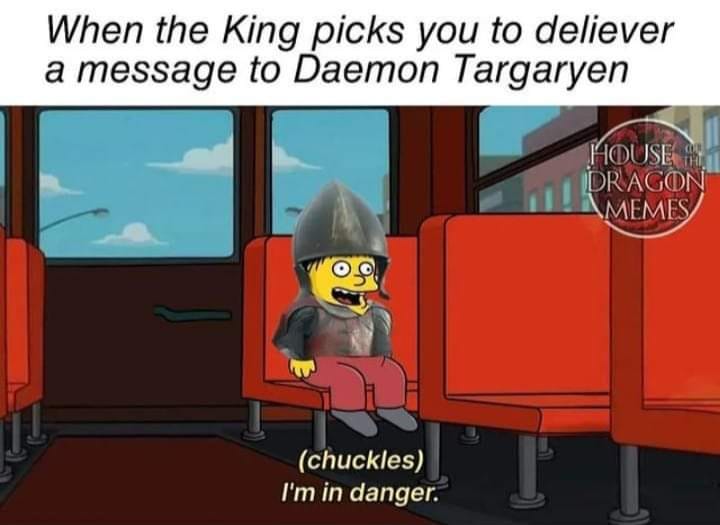 When the King picks you to deliever
a message to Daemon Targaryen
HOUSE OF THE
DRAGON
MEMES
(chuckles)
I'm in danger.